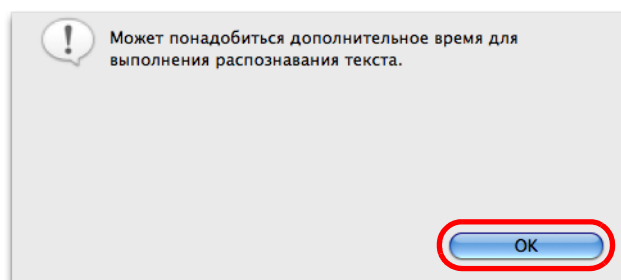 Может понадобиться дополнительное время для
выполнения распознавания текста.
OK